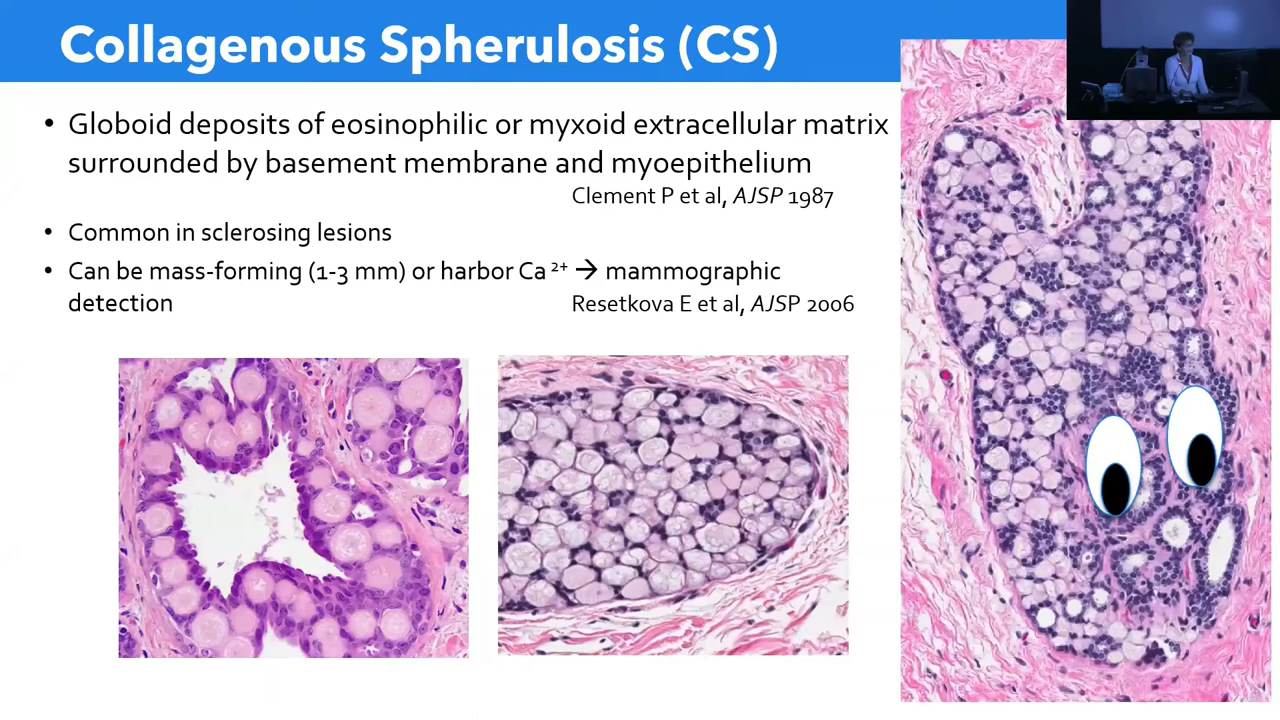 Collagenous Spherulosis (CS)
• Globoid deposits of eosinophilic or myxoid extracellular matrix
surrounded by basement membrane and myoepithelium
Clement P et al, AJSP 1987
• Common in sclerosing lesions
• Can be mass-forming (1-3 mm) or harbor Ca 2+ → mammographic
detection
Resetkova E et al, AJSP 2006